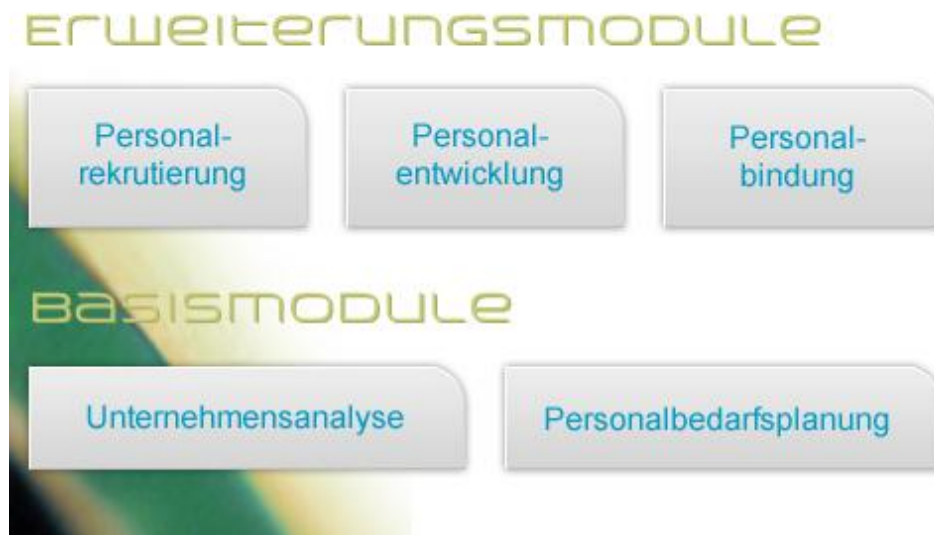 Erweiterungsmodule
Personal- Personal- Personal-
rekrutierung entwicklung bindung
Basismodule
Unternehmensanalyse Personalbedarfsplanung